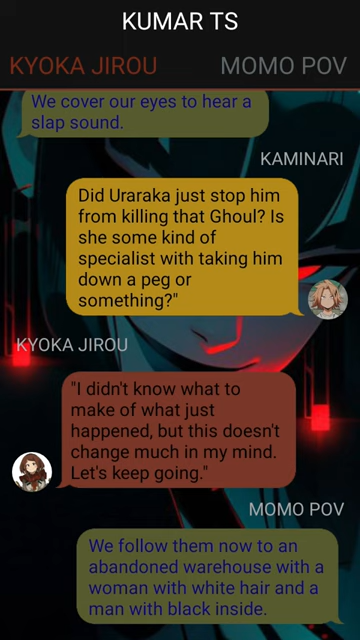 KUMAR TS
KYOKA JIROU
MOMO POV
We cover our eyes to hear a
slap sound.
KAMINARI
Did Uraraka just stop him
from killing that Ghoul? Is
she some kind of
specialist with taking him
down a peg or
something?"
KYOKA JIROU
"I didn't know what to
make of what just
happened, but this doesn't
change much in my mind.
Let's keep going."
MOMO POV
We follow them now to an
abandoned warehouse with a
woman with white hair and a
man with black inside.